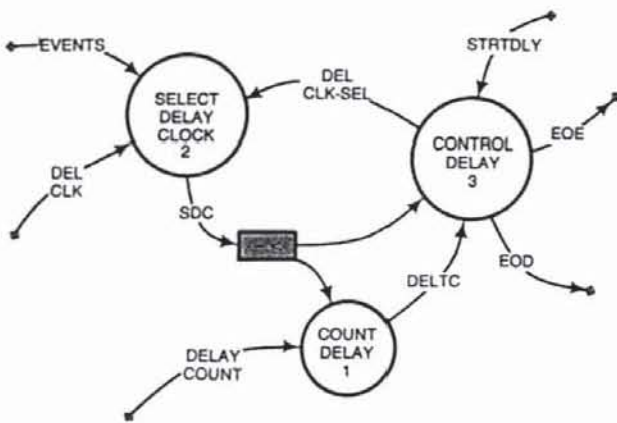 EVENTS
SELECT
DELAY
CLOCK
2
DEL
CLK
DEL
CLK-SEL
STRTDLY
CONTROL
DELAY
3
EOE
EOD
SDC
DELTC
COUNT
DELAY
1
DELAY
COUNT